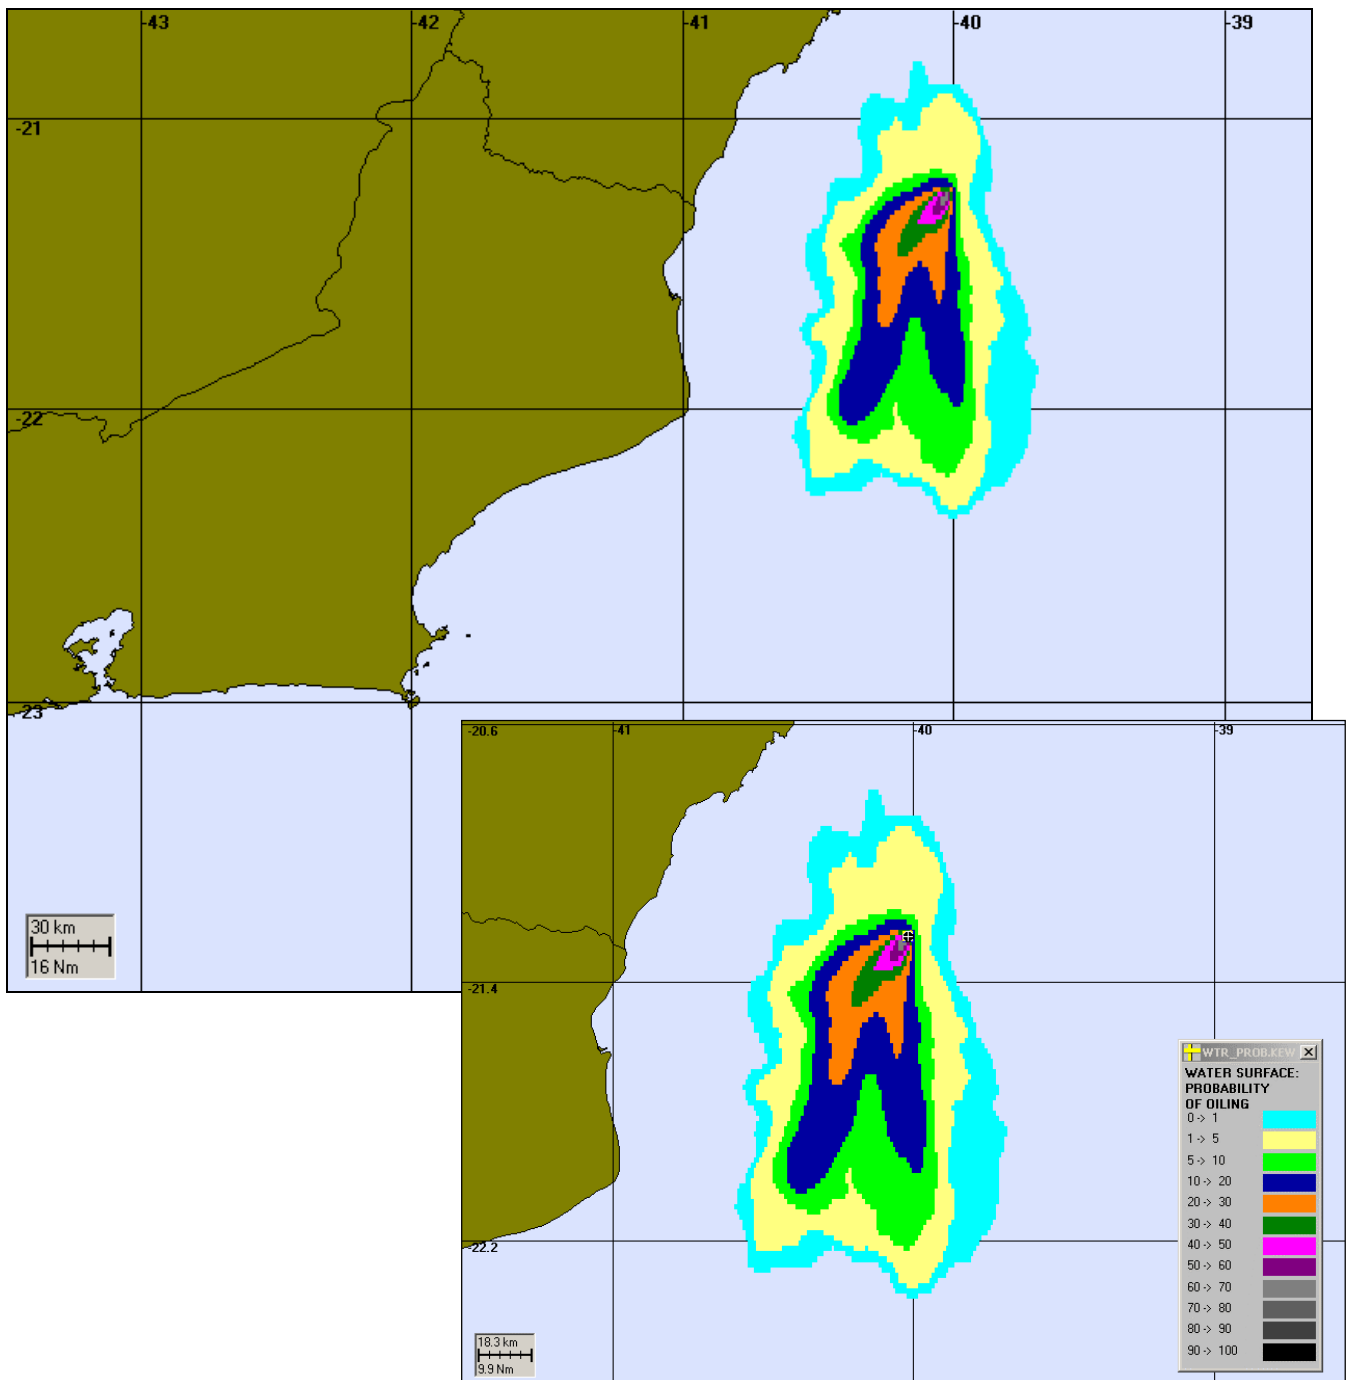 -43
-42
-41
-40
-39
-21
-22
-23
30 km
16 Nm
-20.6
-41
-40
-39
-21.4
-22.2
18.3 km
9.9 Nm
WTR_PROB.KEW
WATER SURFACE:
PROBABILITY
OF OILING
0 -> 1
1 -> 5
5 -> 10
10 -> 20
20 -> 30
30 -> 40
40 -> 50
50 -> 60
60 -> 70
70 -> 80
80 -> 90
90 -> 100